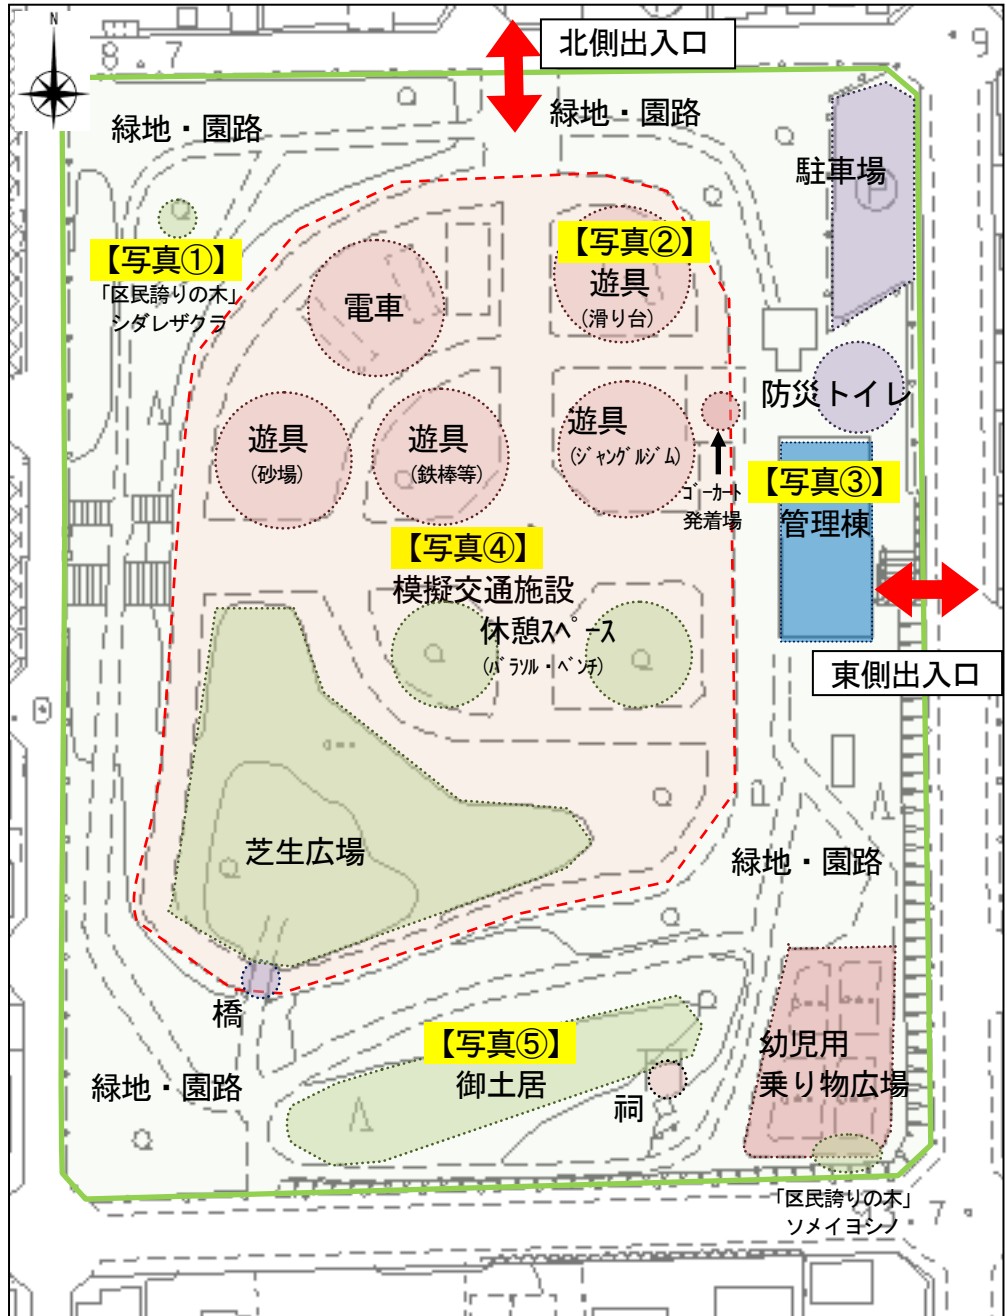 N
北側出入口
8.7
9
緑地・園路
緑地・園路
駐車場
P
【写真①】
「区民誇りの木」
シダレザクラ
【写真②】
遊具
(滑り台)
電車
防災トイレ
遊具
(砂場)
遊具
(鉄棒等)
遊具
(ジャングルジム)
ゴーカート
発着場
【写真③】
管理棟
【写真④】
模擬交通施設
休憩スペース
(パラソル・ベンチ)
東側出入口
芝生広場
緑地・園路
橋
【写真⑤】
御土居
幼児用
乗り物広場
緑地・園路
祠
「区民誇りの木」
ソメイヨシノ